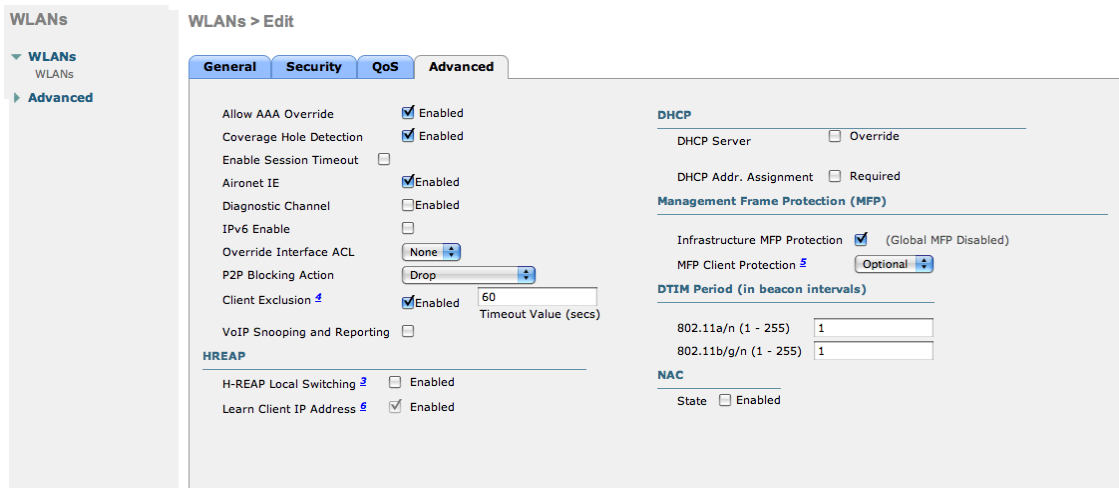 WLANs
WLANs
WLANs
Advanced
WLANs > Edit
General Security QoS Advanced
Allow AAA Override Enabled
Coverage Hole Detection Enabled
Enable Session Timeout
Aironet IE Enabled
Diagnostic Channel Enabled
IPv6 Enable
Override Interface ACL None
P2P Blocking Action Drop
Client Exclusion 4 Enabled 60
Timeout Value (secs)
VoIP Snooping and Reporting
HREAP
H-REAP Local Switching 3 Enabled
Learn Client IP Address 6 Enabled
DHCP
DHCP Server Override
DHCP Addr. Assignment Required
Management Frame Protection (MFP)
Infrastructure MFP Protection (Global MFP Disabled)
MFP Client Protection 5 Optional
DTIM Period (in beacon intervals)
802.11a/n (1 - 255) 1
802.11b/g/n (1 - 255) 1
NAC
State Enabled